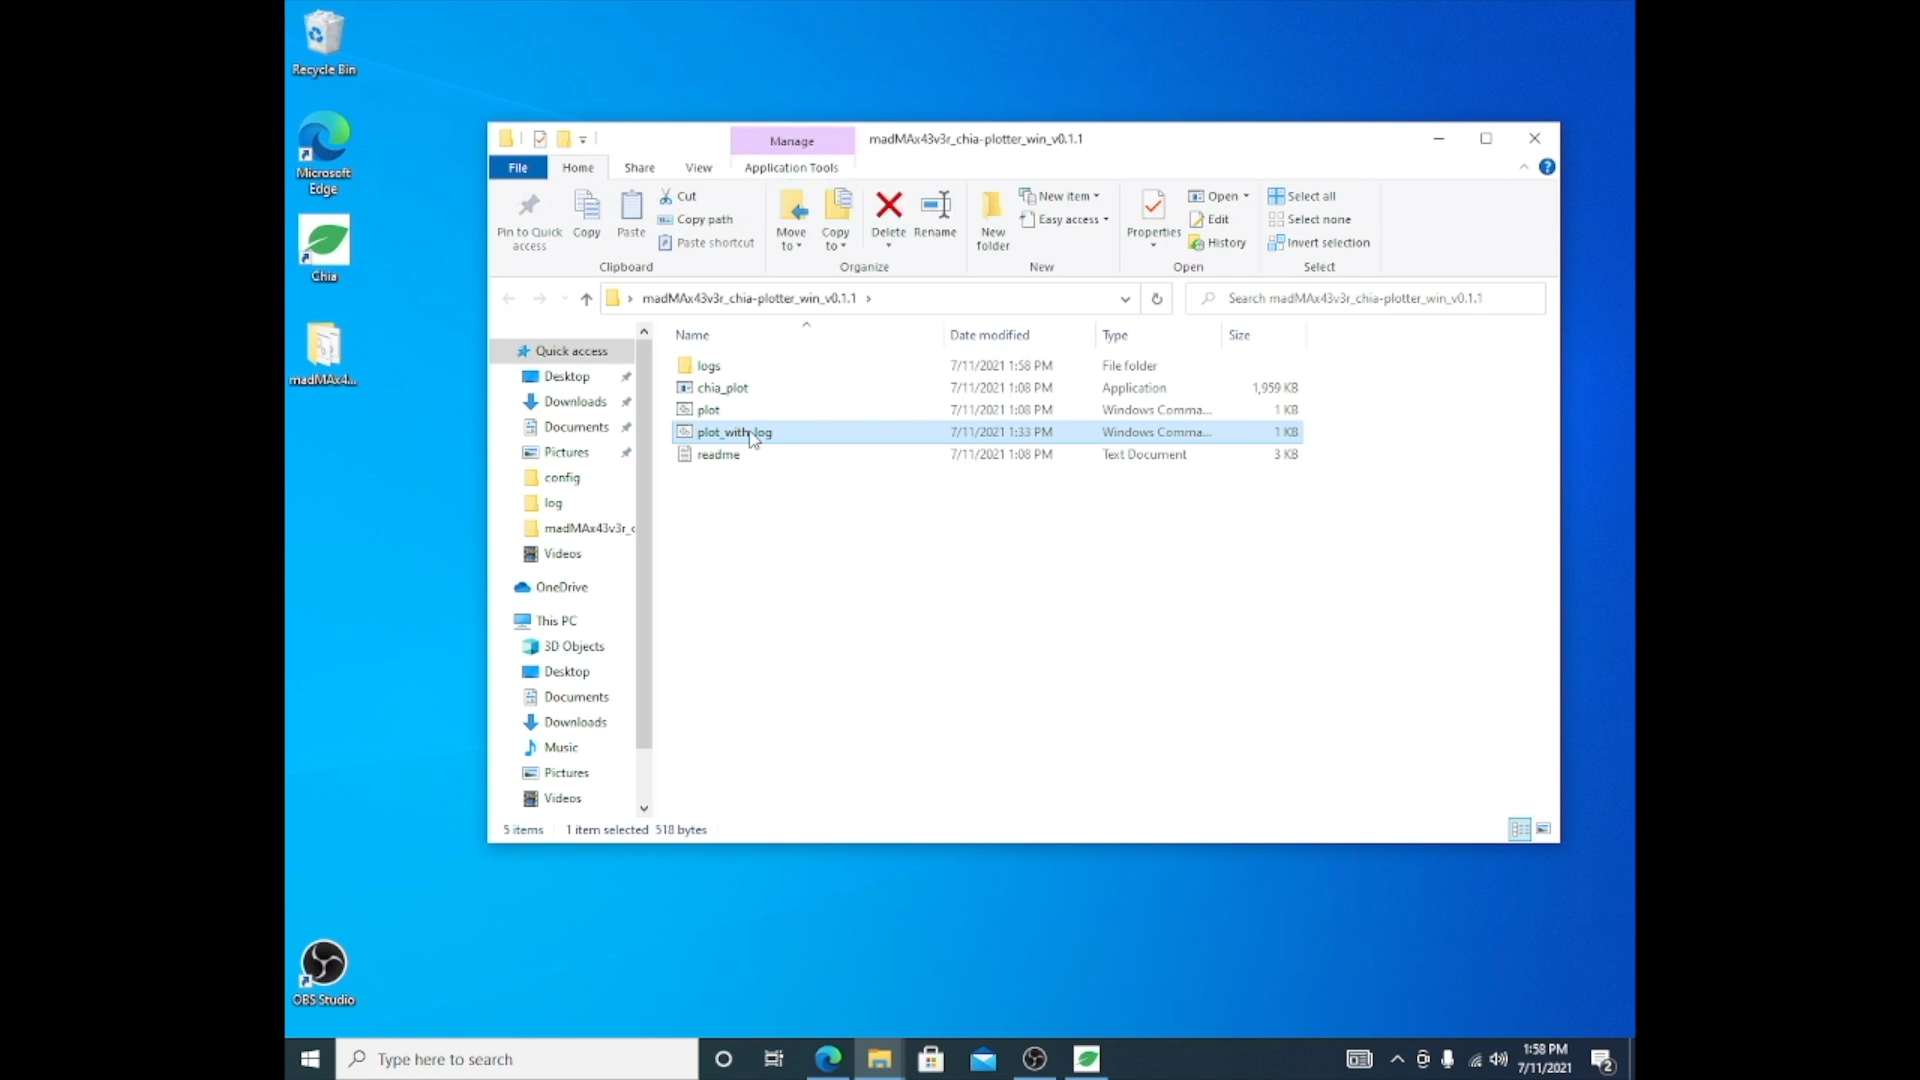 Recycle Bin
Microsoft
Edge
Chia
madMAx4...
OBS Studio
Manage
madMAx43v3r_chia-plotter_win_v0.1.1
File
Home
Share
View
Application Tools
Pin to Quick
access
Copy
Paste
Cut
Copy path
Paste shortcut
Clipboard
Move
to
Copy
to
Delete
Rename
Organize
New
folder
New item
Easy access
New
Properties
Open
Edit
History
Open
Select all
Select none
Invert selection
Select
madMAx43v3r_chia-plotter_win_v0.1.1
Search madMAx43v3r_chia-plotter_win_v0.1.1
Quick access
Desktop
Downloads
Documents
Pictures
config
log
madMAx43v3r_c
Videos
OneDrive
This PC
3D Objects
Desktop
Documents
Downloads
Music
Pictures
Videos
Name Date modified Type Size
logs 7/11/2021 1:58 PM File folder
chia_plot 7/11/2021 1:08 PM Application 1,959 KB
plot 7/11/2021 1:08 PM Windows Comma... 1 KB
plot_with_log 7/11/2021 1:33 PM Windows Comma... 1 KB
readme 7/11/2021 1:08 PM Text Document 3 KB
5 items 1 item selected 518 bytes
Type here to search
1:58 PM
7/11/2021
2